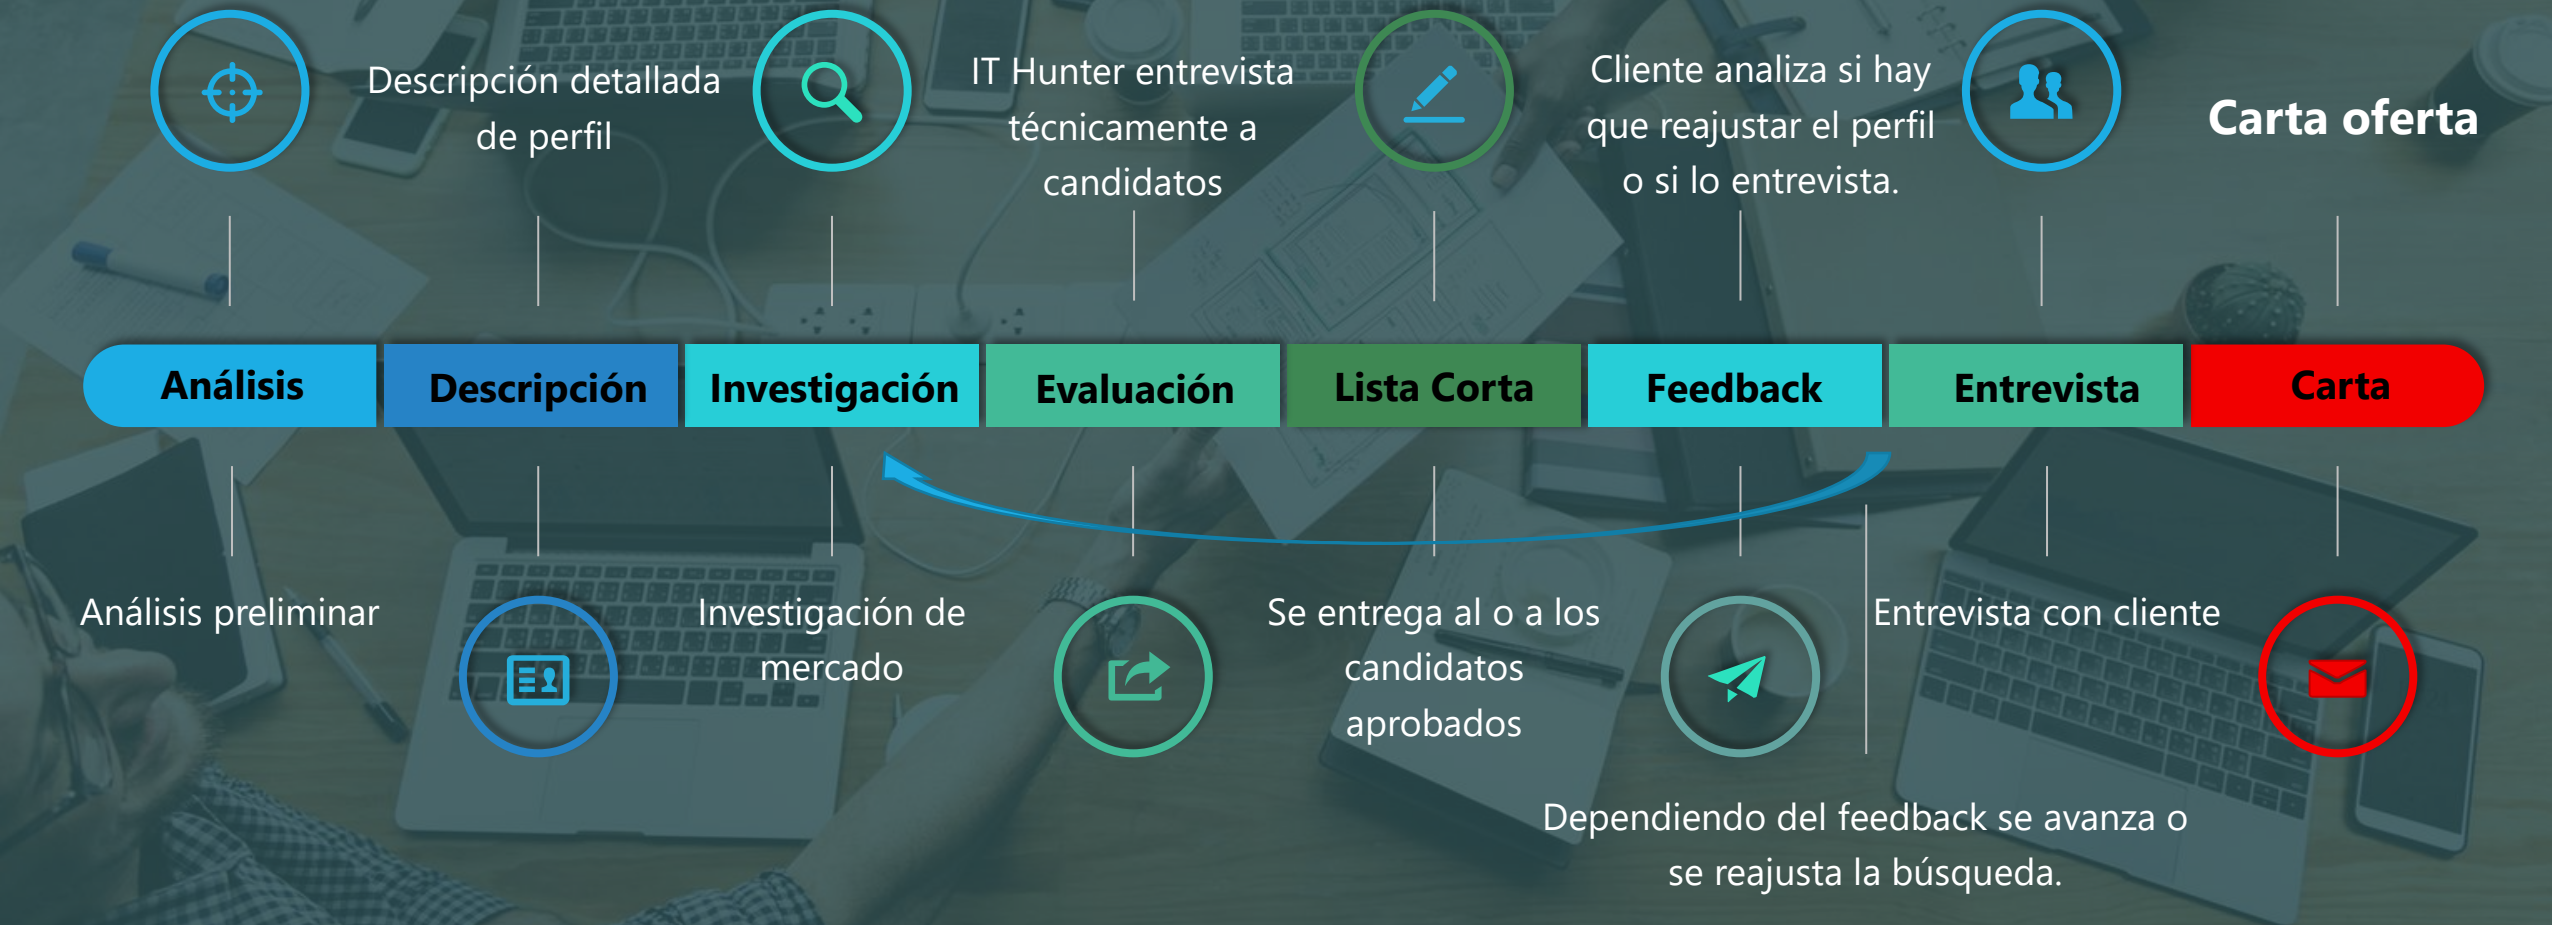 Descripción detallada
de perfil
IT Hunter entrevista
técnicamente a
candidatos
Cliente analiza si hay
que reajustar el perfil
o si lo entrevista.
Carta oferta
Análisis
Descripción
Investigación
Evaluación
Lista Corta
Feedback
Entrevista
Carta
Análisis preliminar
Investigación de
mercado
Se entrega al o a los
candidatos
aprobados
Entrevista con cliente
Dependiendo del feedback se avanza o
se reajusta la búsqueda.